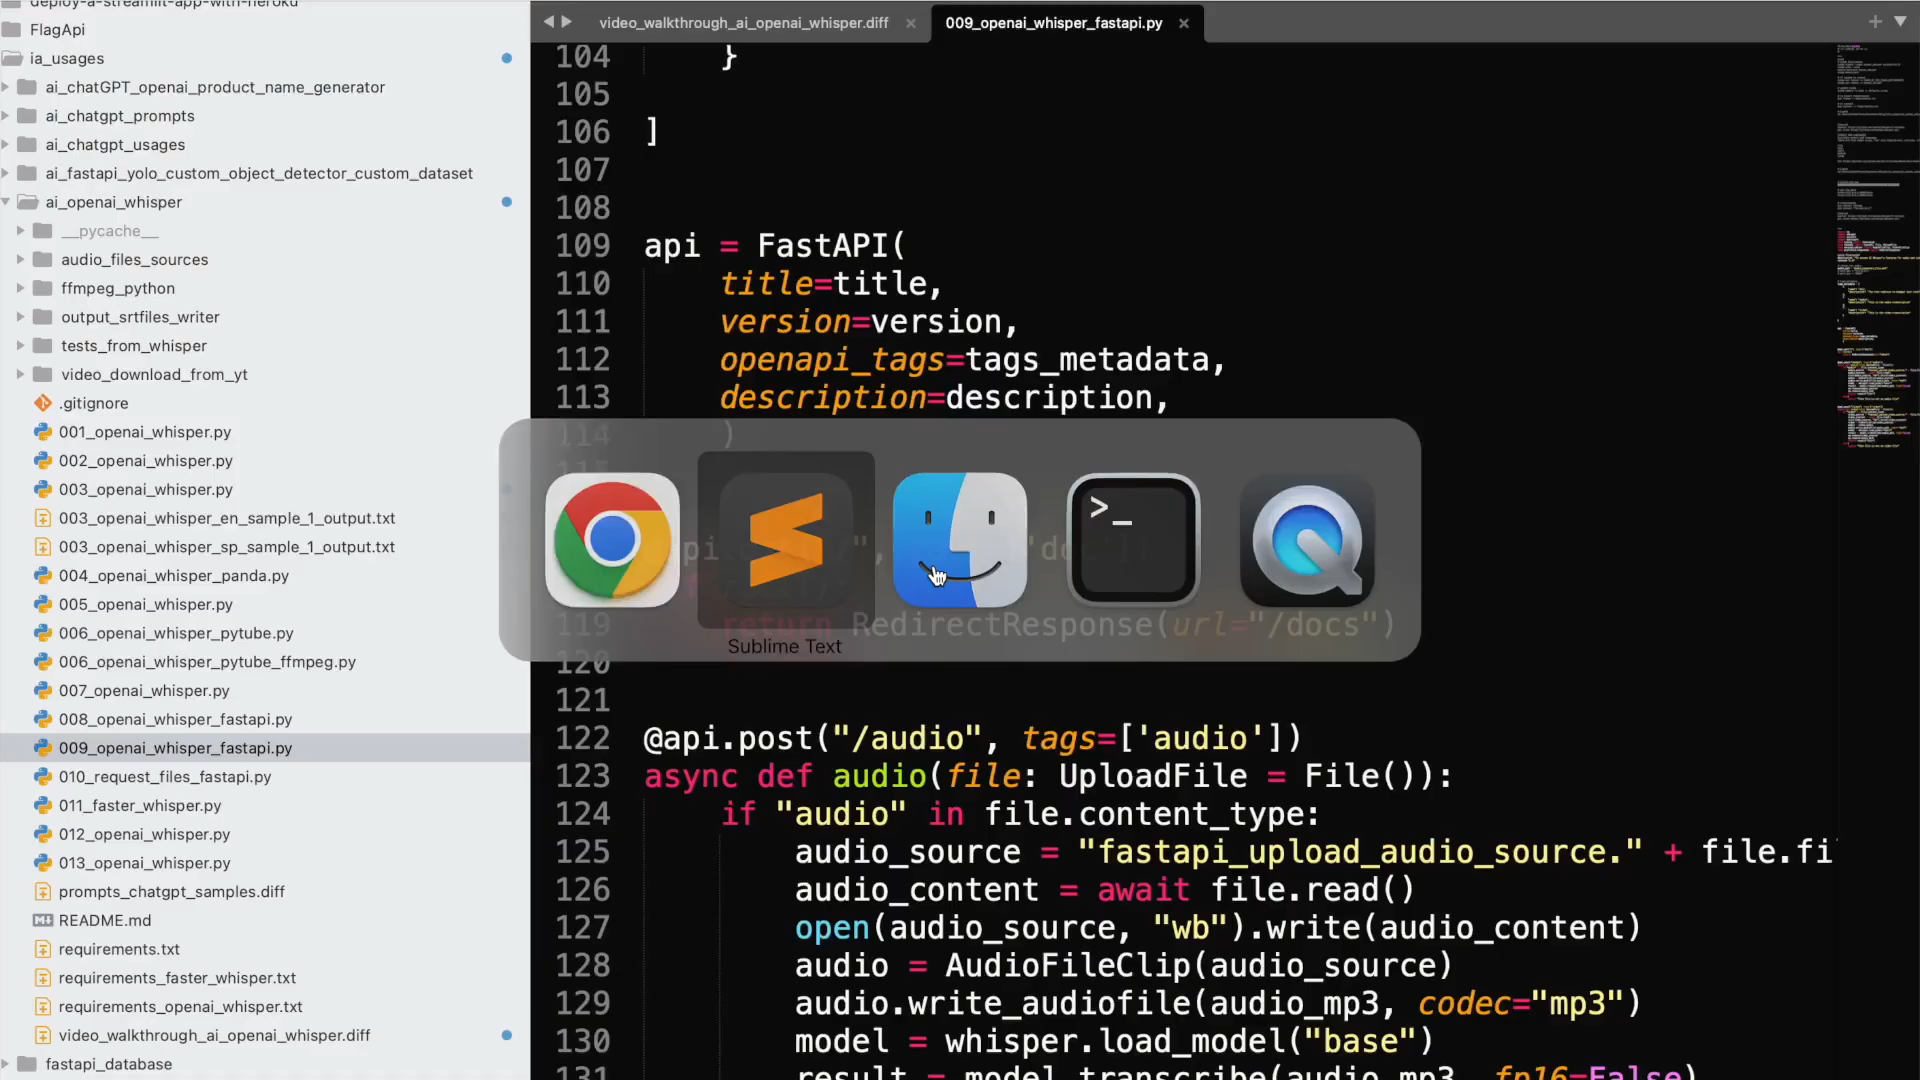 deploy-a-streamlit-app-with-heroku
FlagApi
ia_usages
ai_chatGPT_openai_product_name_generator
ai_chatgpt_prompts
ai_chatgpt_usages
ai_fastapi_yolo_custom_object_detector_custom_dataset
ai_openai_whisper
__pycache__
audio_files_sources
ffmpeg_python
output_srtfiles_writer
tests_from_whisper
video_download_from_yt
.gitignore
001_openai_whisper.py
002_openai_whisper.py
003_openai_whisper.py
003_openai_whisper_en_sample_1_output.txt
003_openai_whisper_sp_sample_1_output.txt
004_openai_whisper_panda.py
005_openai_whisper.py
006_openai_whisper_pytube.py
006_openai_whisper_pytube_ffmpeg.py
007_openai_whisper.py
008_openai_whisper_fastapi.py
009_openai_whisper_fastapi.py
010_request_files_fastapi.py
011_faster_whisper.py
012_openai_whisper.py
013_openai_whisper.py
prompts_chatgpt_samples.diff
README.md
requirements.txt
requirements_faster_whisper.txt
requirements_openai_whisper.txt
video_walkthrough_ai_openai_whisper.diff
fastapi_database
video_walkthrough_ai_openai_whisper.diff ×
009_openai_whisper_fastapi.py ×
104 }
105
106 ]
107
108
109 api = FastAPI(
110 title=title,
111 version=version,
112 openapi_tags=tags_metadata,
113 description=description,
114 )
>_
Sublime Text
119 return RedirectResponse(url="/docs")
120
121
122 @api.post("/audio", tags=['audio'])
123 async def audio(file: UploadFile = File()):
124 if "audio" in file.content_type:
125 audio_source = "fastapi_upload_audio_source." + file.fi
126 audio_content = await file.read()
127 open(audio_source, "wb").write(audio_content)
128 audio = AudioFileClip(audio_source)
129 audio.write_audiofile(audio_mp3, codec="mp3")
130 model = whisper.load_model("base")
131 result = model.transcribe(audio_mp3, fp16=False)